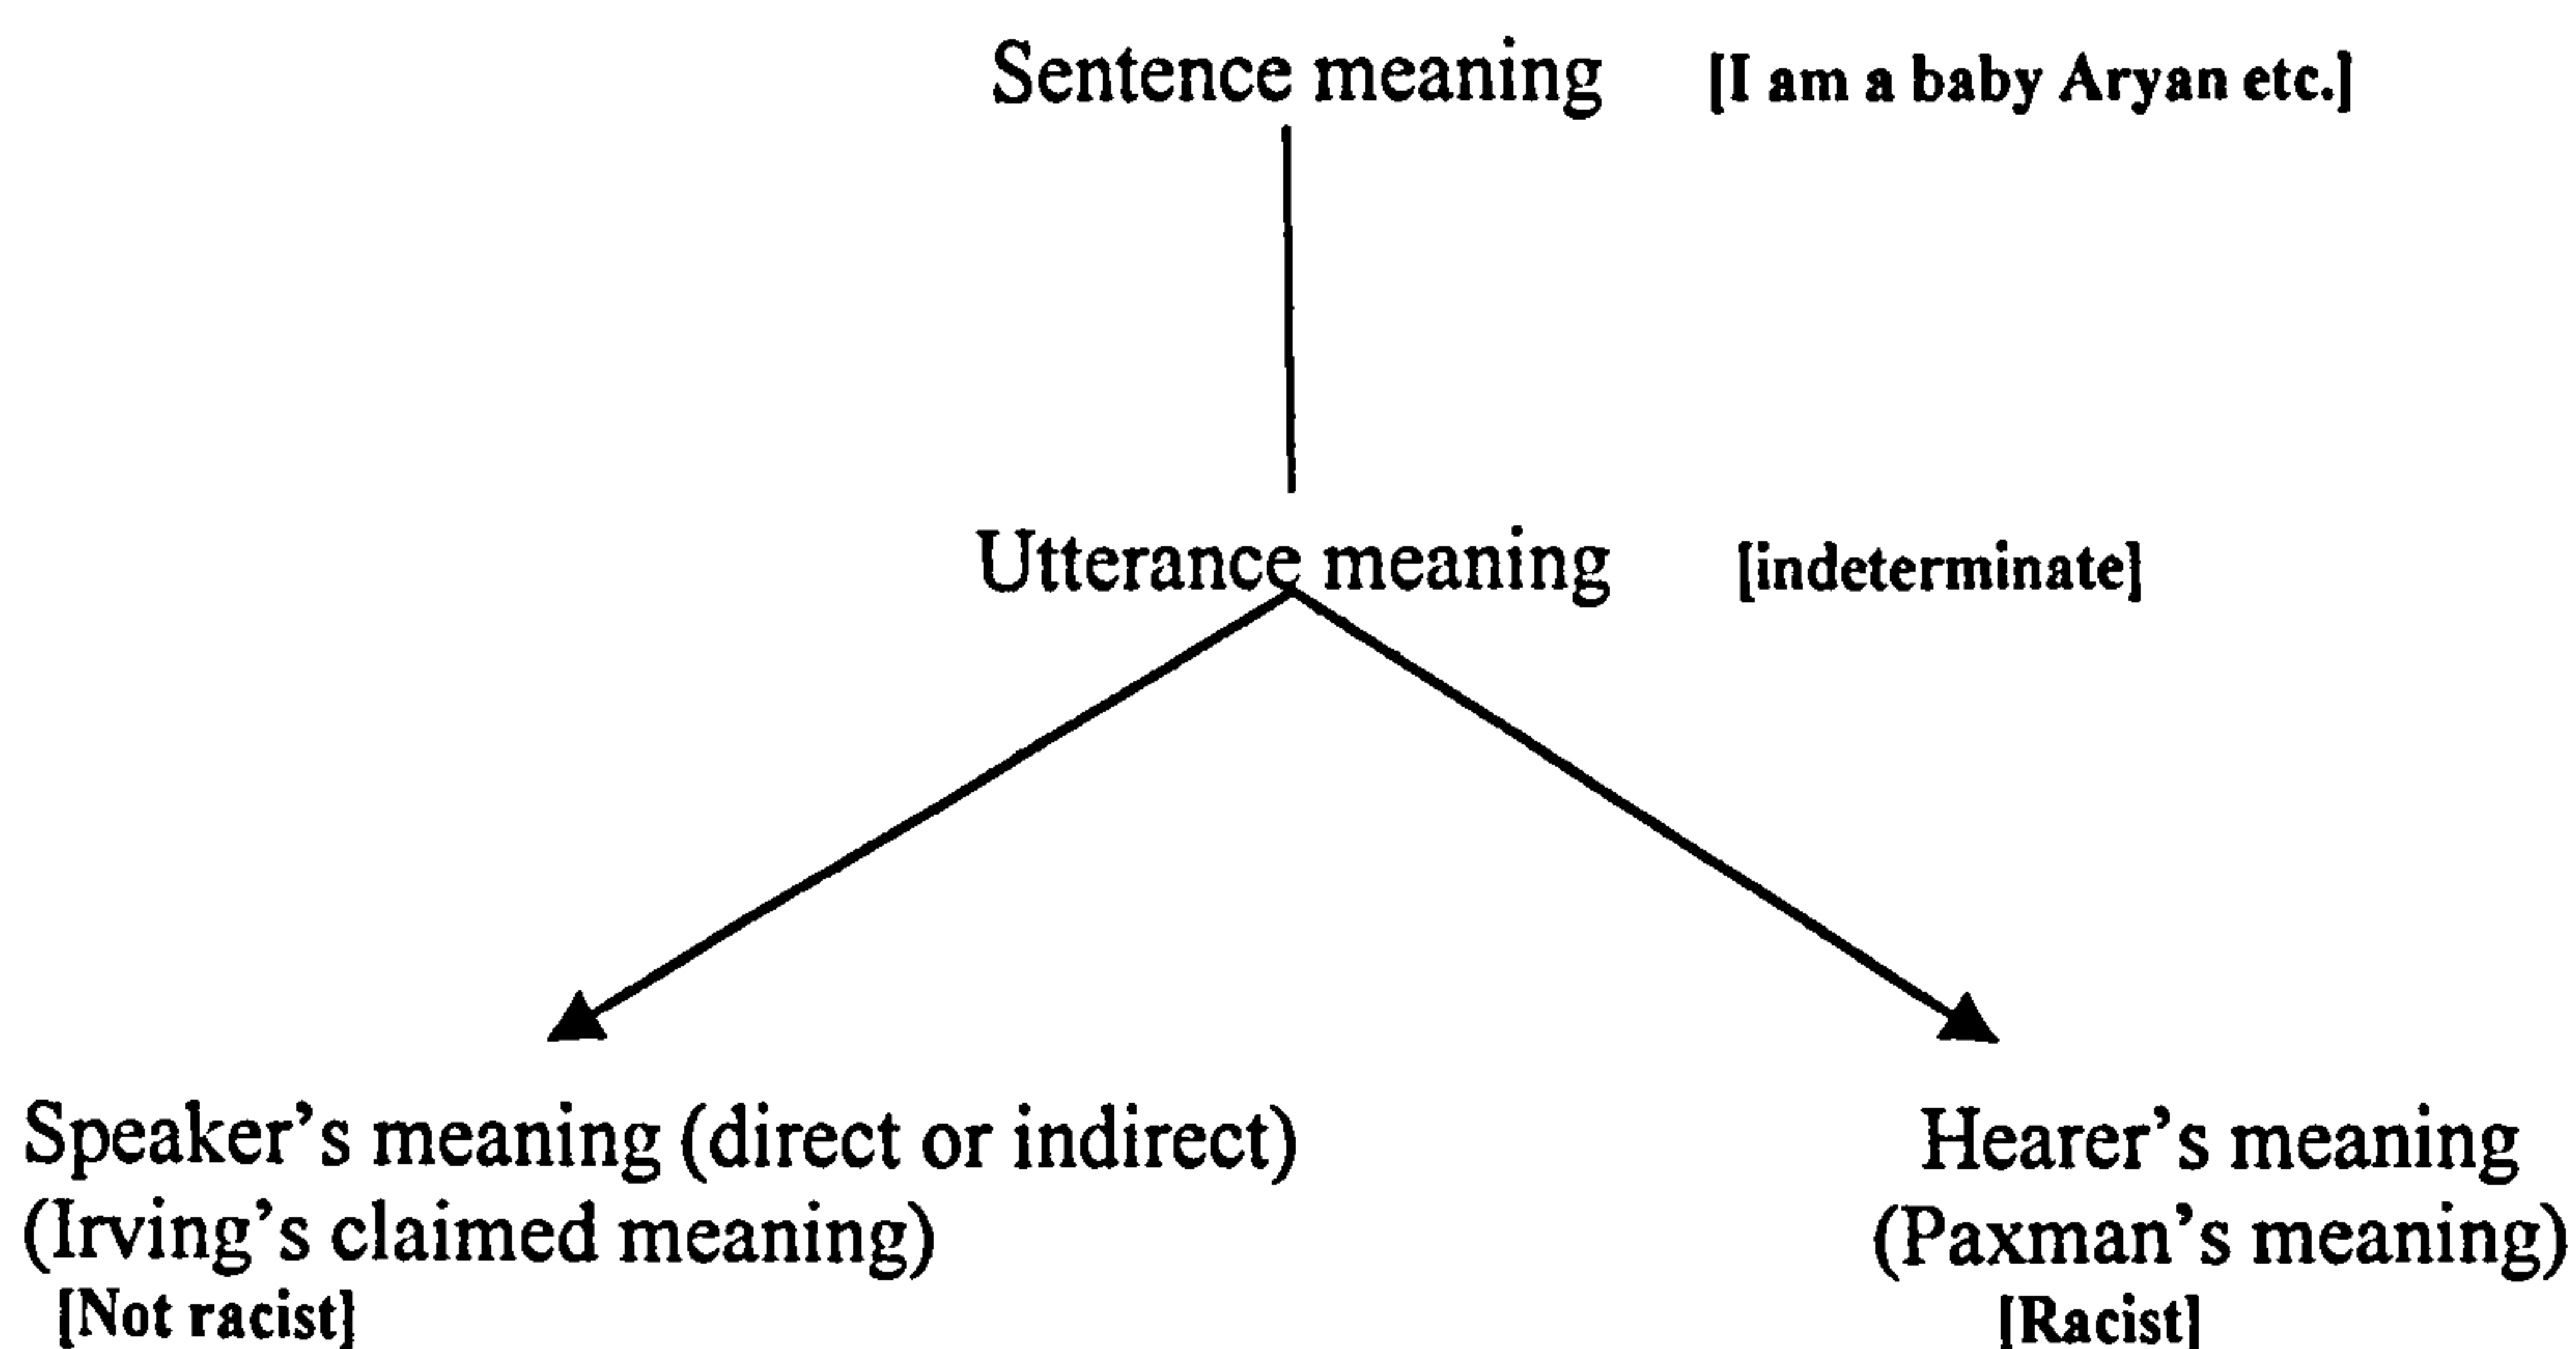 Sentence meaning [I am a baby Aryan etc.]
Utterance meaning [indeterminate]
Speaker’s meaning (direct or indirect) Hearer’s meaning
(Irving’s claimed meaning) (Paxman’s meaning)
[Not racist] [Racist]